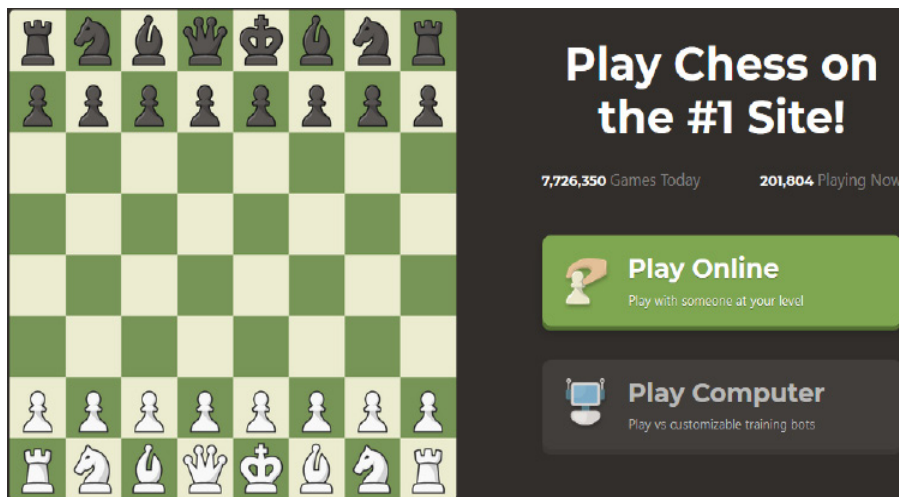 Play Chess on
the #1 Site!
7,726,350 Games Today
201,804 Playing Now
Play Online
Play with someone at your level
Play Computer
Play vs customizable training bots